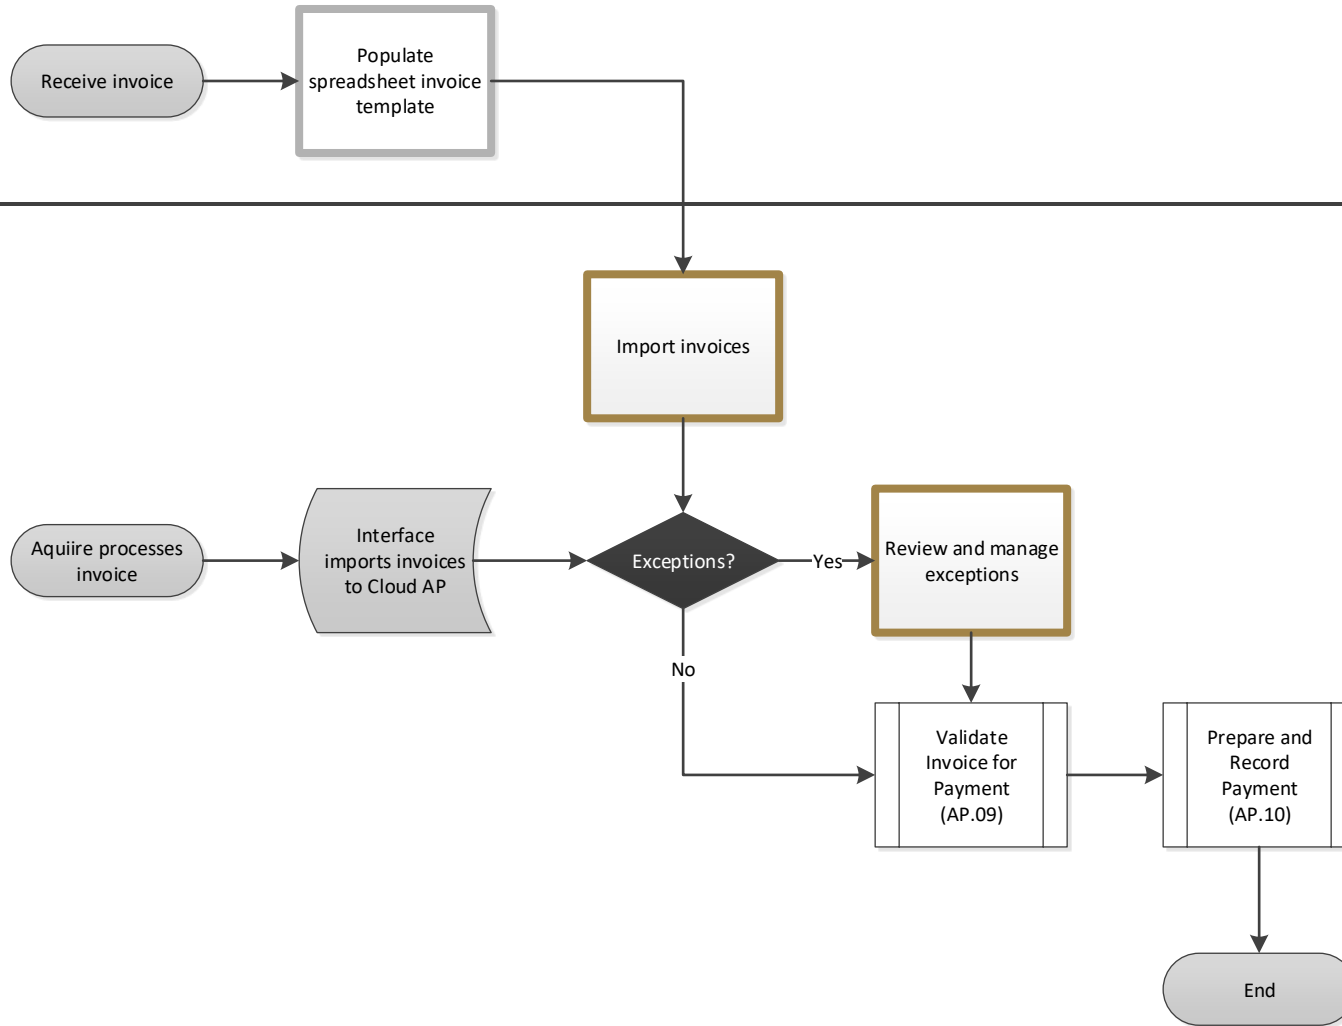 Receive invoice
Populate
spreadsheet invoice
template
Import invoices
Aquiire processes
invoice
Interface
imports invoices
to Cloud AP
Exceptions?
Yes
Review and manage
exceptions
No
Validate
Invoice for
Payment
(AP.09)
Prepare and
Record
Payment
(AP.10)
End